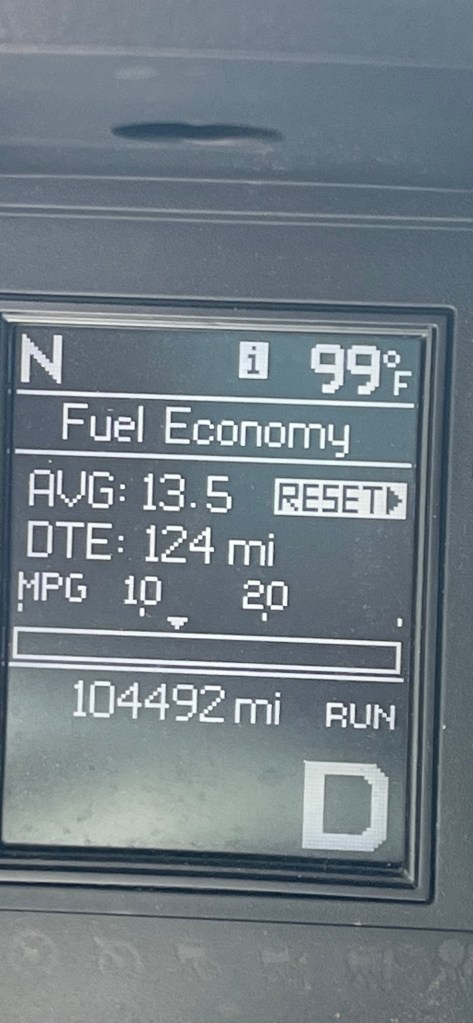 N i 99°F
Fuel Economy
AVG: 13.5 RESET
DTE: 124 mi
MPG 10 20
104492 mi RUN
D